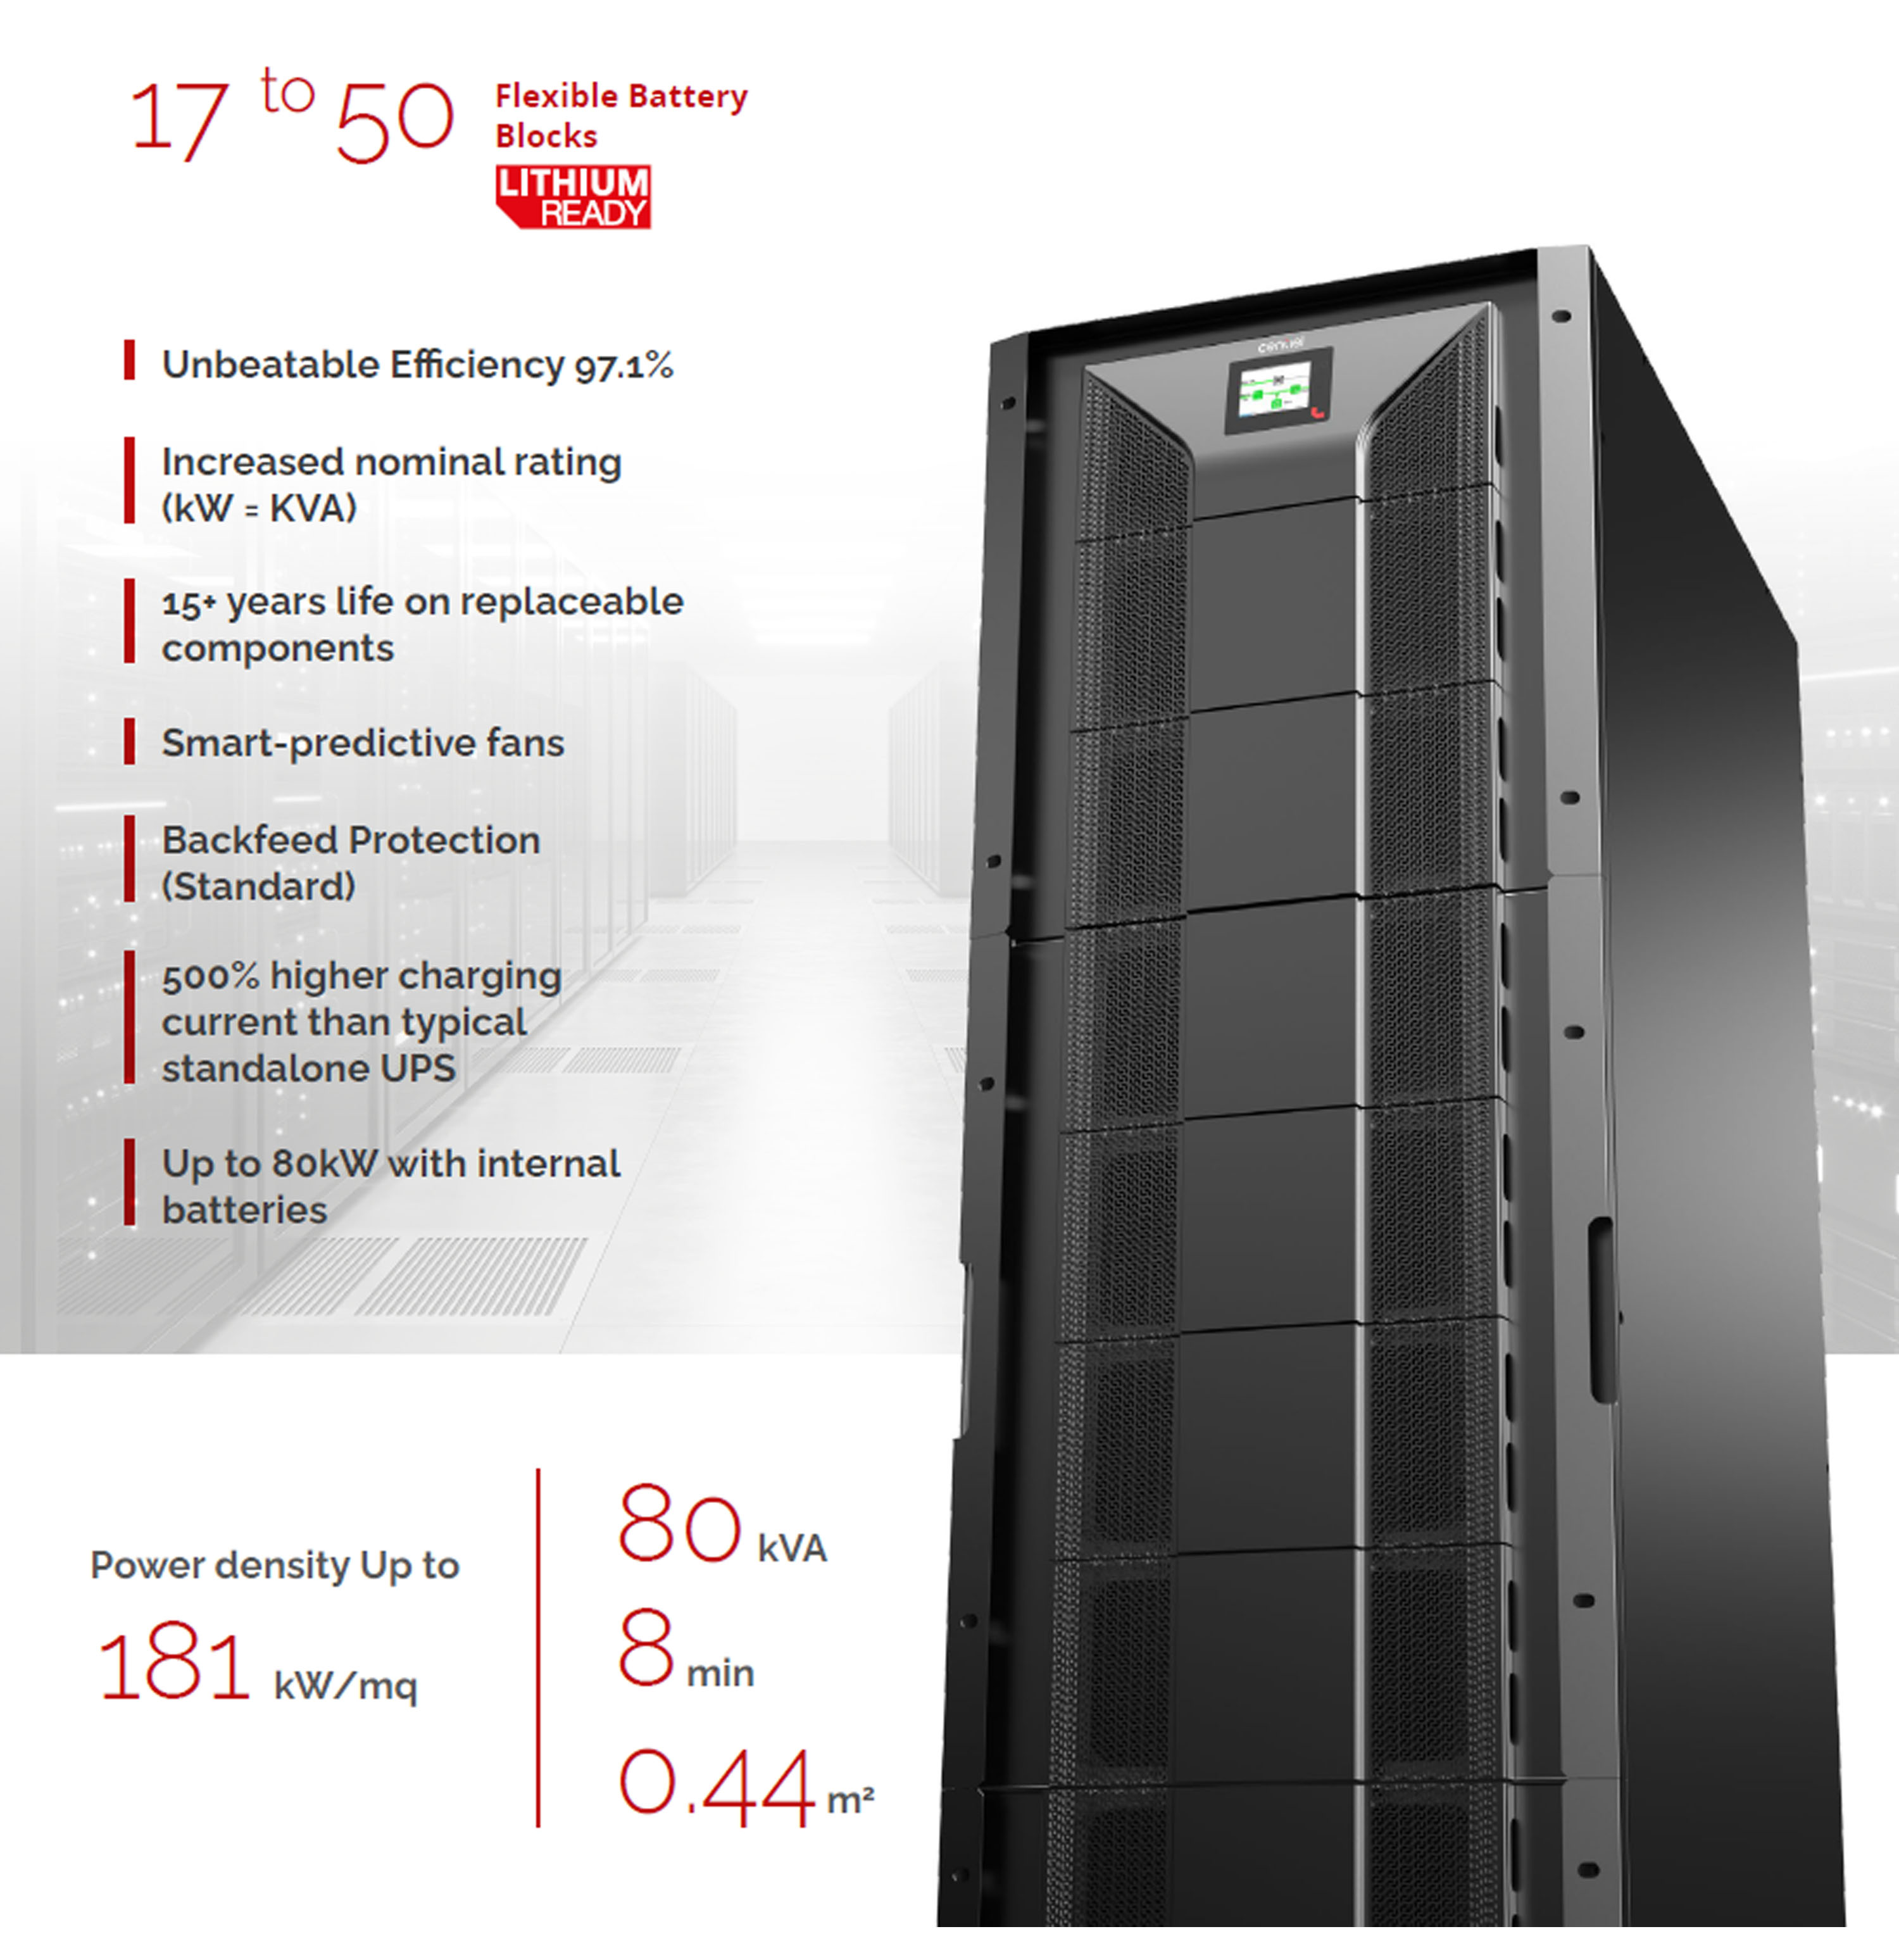 17 to 50
Flexible Battery
Blocks
LITHIUM
READY
Unbeatable Efficiency 97.1%
Increased nominal rating
(kW = KVA)
15+ years life on replaceable
components
Smart-predictive fans
Backfeed Protection
(Standard)
500% higher charging
current than typical
standalone UPS
Up to 80kW with internal
batteries
Power density Up to
181 kW/mq
80 kVA
8 min
0.44 m²